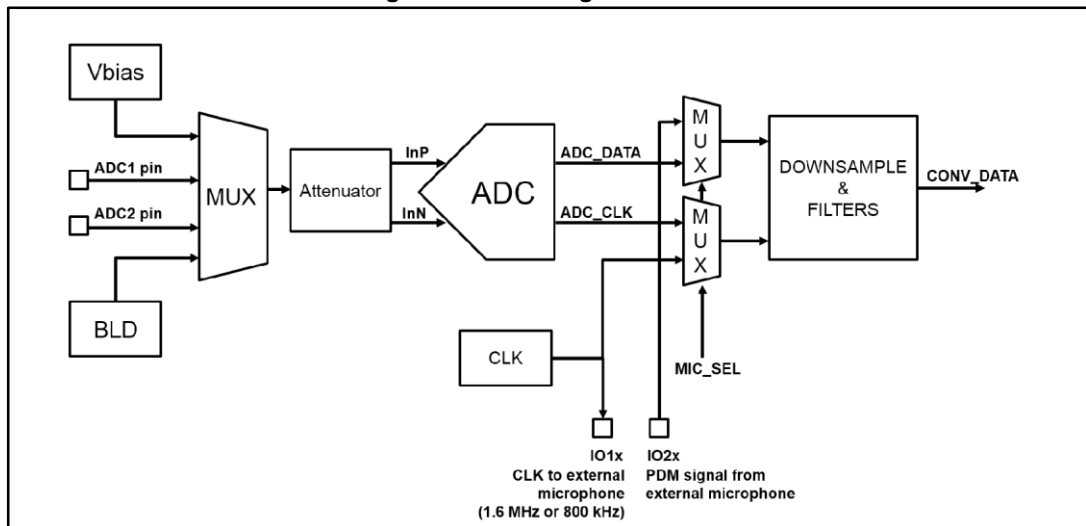 Vbias
ADC1 pin
ADC2 pin
BLD
MUX
Attenuator
InP
InN
ADC
ADC_DATA
ADC_CLK
M
U
X
M
U
X
DOWNSAMPLE
&
FILTERS
CONV_DATA
CLK
MIC_SEL
IO1x
CLK to external
microphone
(1.6 MHz or 800 kHz)
IO2x
PDM signal from
external microphone